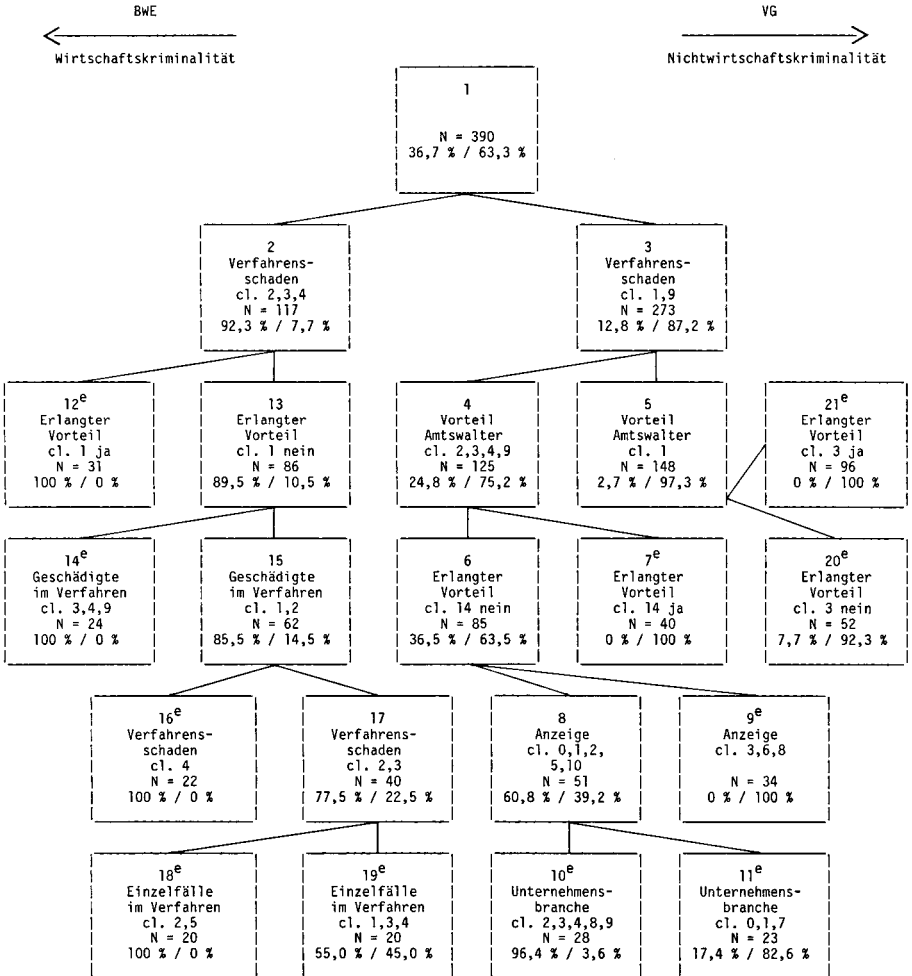 BWE
VG
Wirtschaftskriminalität
Nichtwirtschaftskriminalität
1
N = 390
36,7 % / 63,3 %
2
Verfahrens-
schaden
cl. 2,3,4
N = 117
92,3 % / 7,7 %
3
Verfahrens-
schaden
cl. 1,9
N = 273
12,8 % / 87,2 %
12e
Erlangter
Vorteil
cl. 1 ja
N = 31
100 % / 0 %
13
Erlangter
Vorteil
cl. 1 nein
N = 86
89,5 % / 10,5 %
4
Vorteil
Amtswalter
cl. 2,3,4,9
N = 125
24,8 % / 75,2 %
5
Vorteil
Amtswalter
cl. 1
N = 148
2,7 % / 97,3 %
21e
Erlangter
Vorteil
cl. 3 ja
N = 96
0 % / 100 %
14e
Geschädigte
im Verfahren
cl. 3,4,9
N = 24
100 % / 0 %
15
Geschädigte
im Verfahren
cl. 1,2
N = 62
85,5 % / 14,5 %
6
Erlangter
Vorteil
cl. 14 nein
N = 85
36,5 % / 63,5 %
7e
Erlangter
Vorteil
cl. 14 ja
N = 40
0 % / 100 %
20e
Erlangter
Vorteil
cl. 3 nein
N = 52
7,7 % / 92,3 %
16e
Verfahrens-
schaden
cl. 4
N = 22
100 % / 0 %
17
Verfahrens-
schaden
cl. 2,3
N = 40
77,5 % / 22,5 %
8
Anzeige
cl. 0,1,2,
5,10
N = 51
60,8 % / 39,2 %
9e
Anzeige
cl. 3,6,8
N = 34
0 % / 100 %
18e
Einzelfälle
im Verfahren
cl. 2,5
N = 20
100 % / 0 %
19e
Einzelfälle
im Verfahren
cl. 1,3,4
N = 20
55,0 % / 45,0 %
10e
Unternehmens-
branche
cl. 2,3,4,8,9
N = 28
96,4 % / 3,6 %
11e
Unternehmens-
branche
cl. 0,1,7
N = 23
17,4 % / 82,6 %